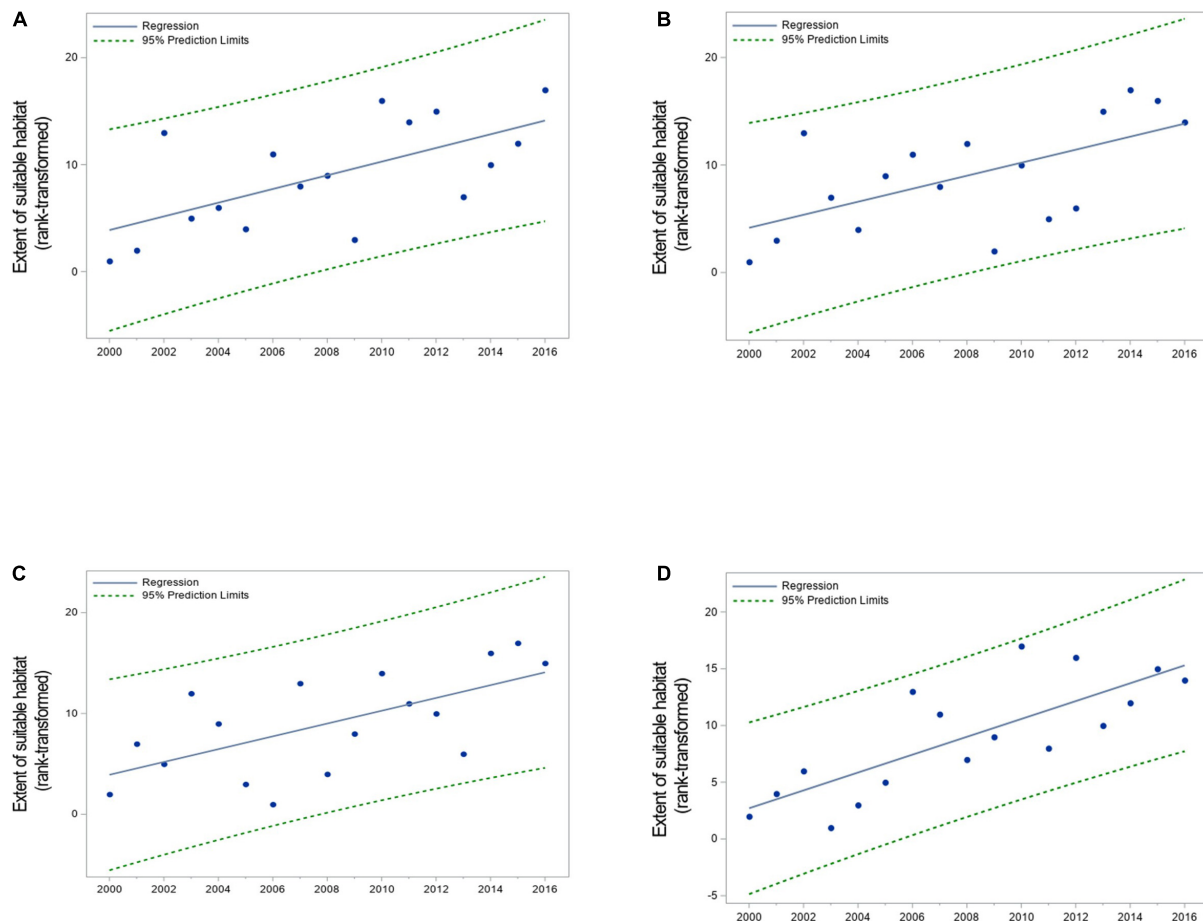 A
Regression
95% Prediction Limits
20
10
0
Extent of suitable habitat
(rank-transformed)
2000 2002 2004 2006 2008 2010 2012 2014 2016
B
Regression
95% Prediction Limits
20
10
0
Extent of suitable habitat
(rank-transformed)
2000 2002 2004 2006 2008 2010 2012 2014 2016
C
Regression
95% Prediction Limits
20
10
0
Extent of suitable habitat
(rank-transformed)
2000 2002 2004 2006 2008 2010 2012 2014 2016
D
Regression
95% Prediction Limits
20
15
10
5
0
-5
Extent of suitable habitat
(rank-transformed)
2000 2002 2004 2006 2008 2010 2012 2014 2016